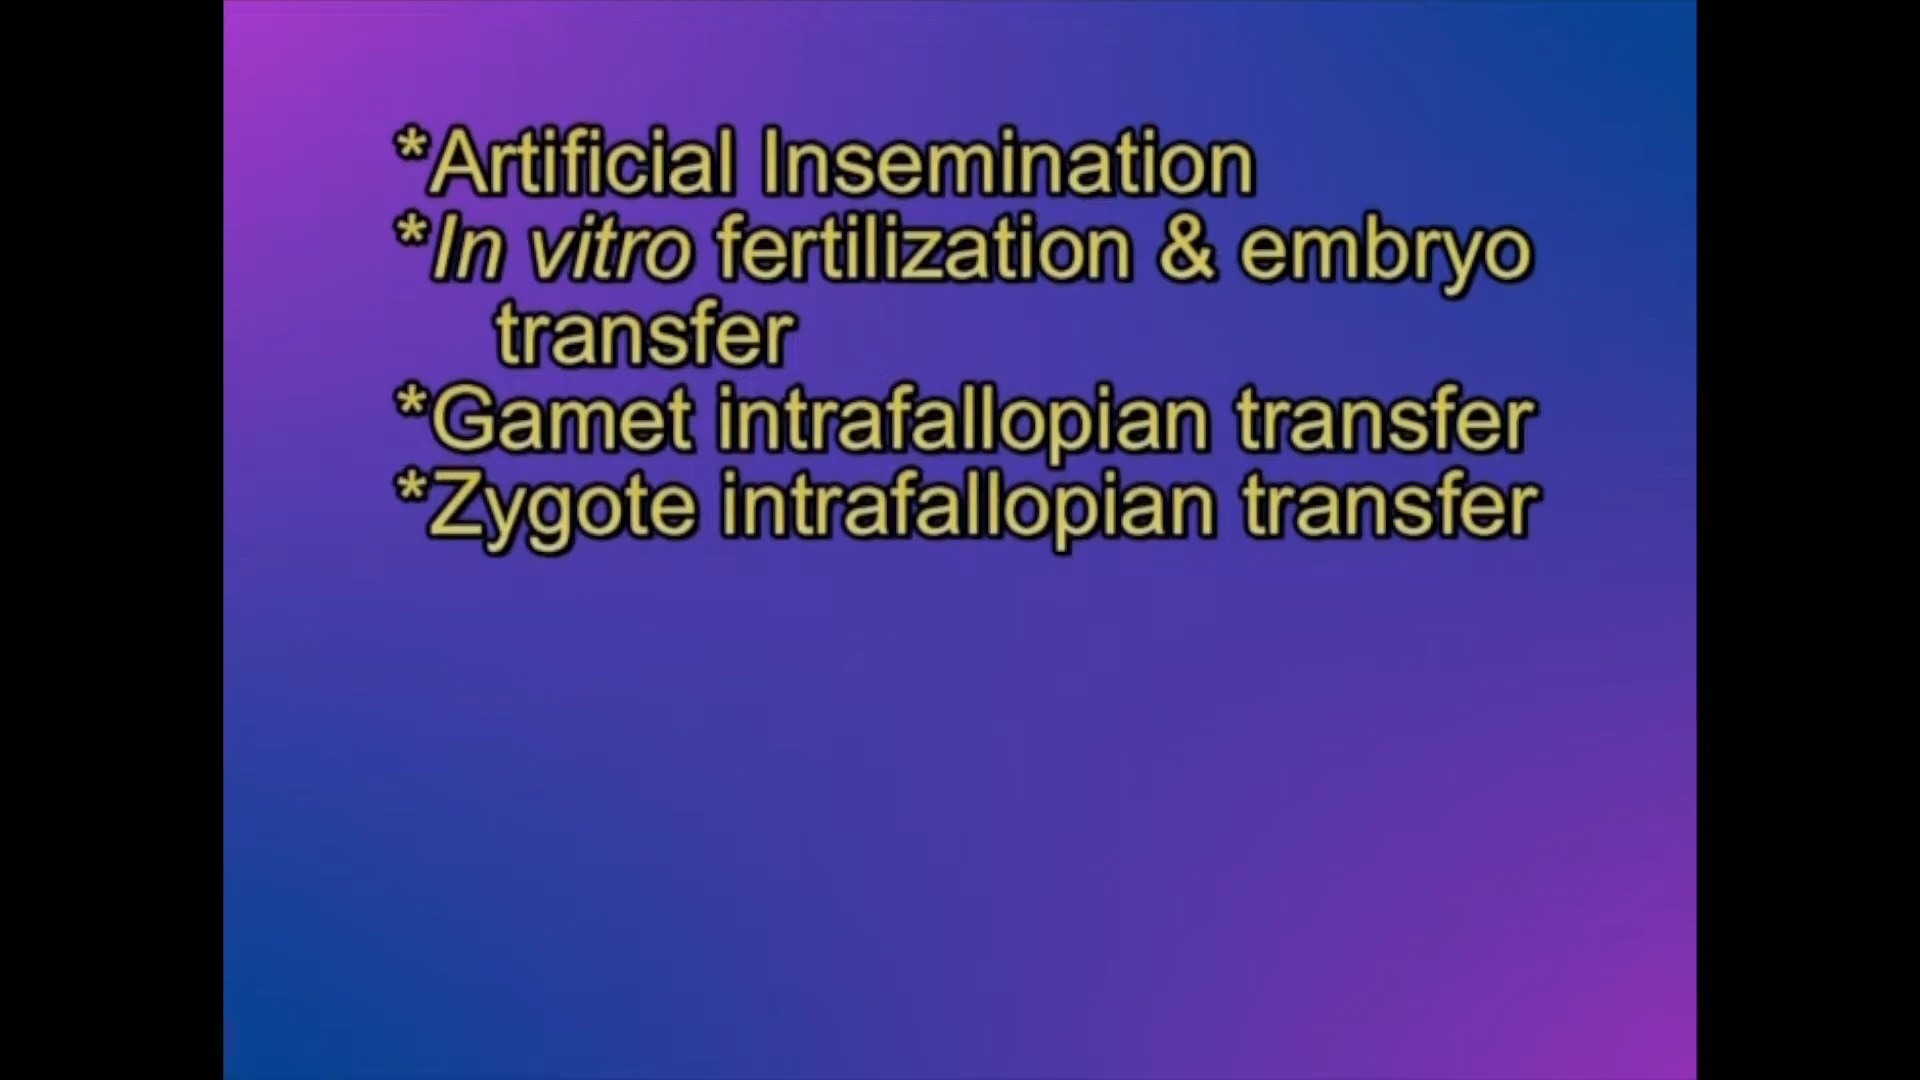 *Artificial Insemination
*In vitro fertilization & embryo
transfer
*Gamet intrafallopian transfer
*Zygote intrafallopian transfer